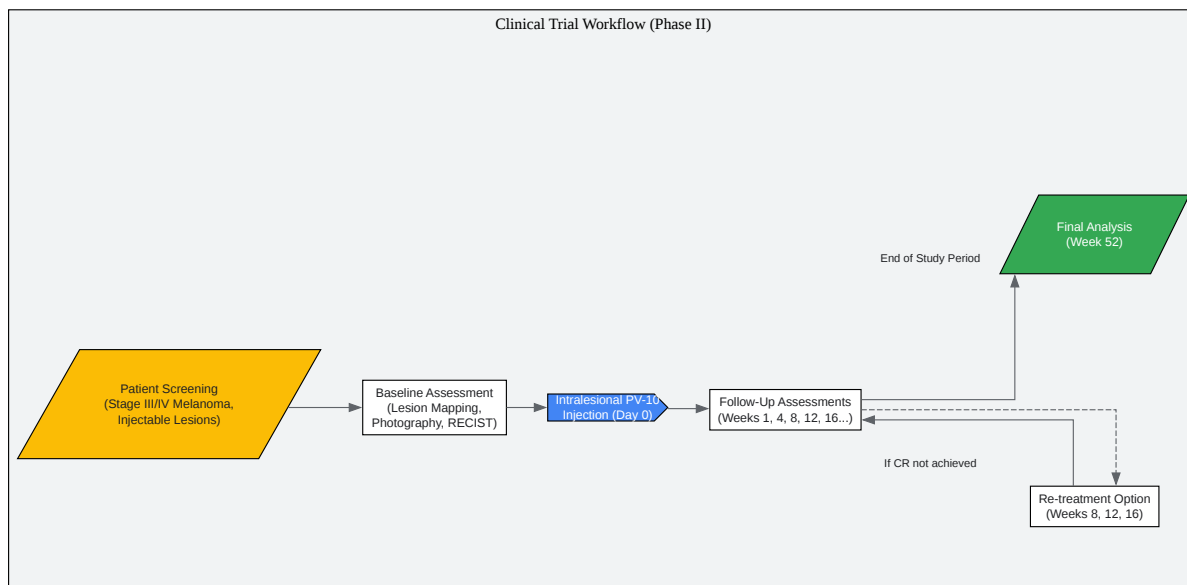 Clinical Trial Workflow (Phase II)
Patient Screening
(Stage III/IV Melanoma,
Injectable Lesions)
Baseline Assessment
(Lesion Mapping,
Photography, RECIST)
Intralesional PV-10
Injection (Day 0)
Follow-Up Assessments
(Weeks 1, 4, 8, 12, 16...)
End of Study Period
Final Analysis
(Week 52)
If CR not achieved
Re-treatment Option
(Weeks 8, 12, 16)